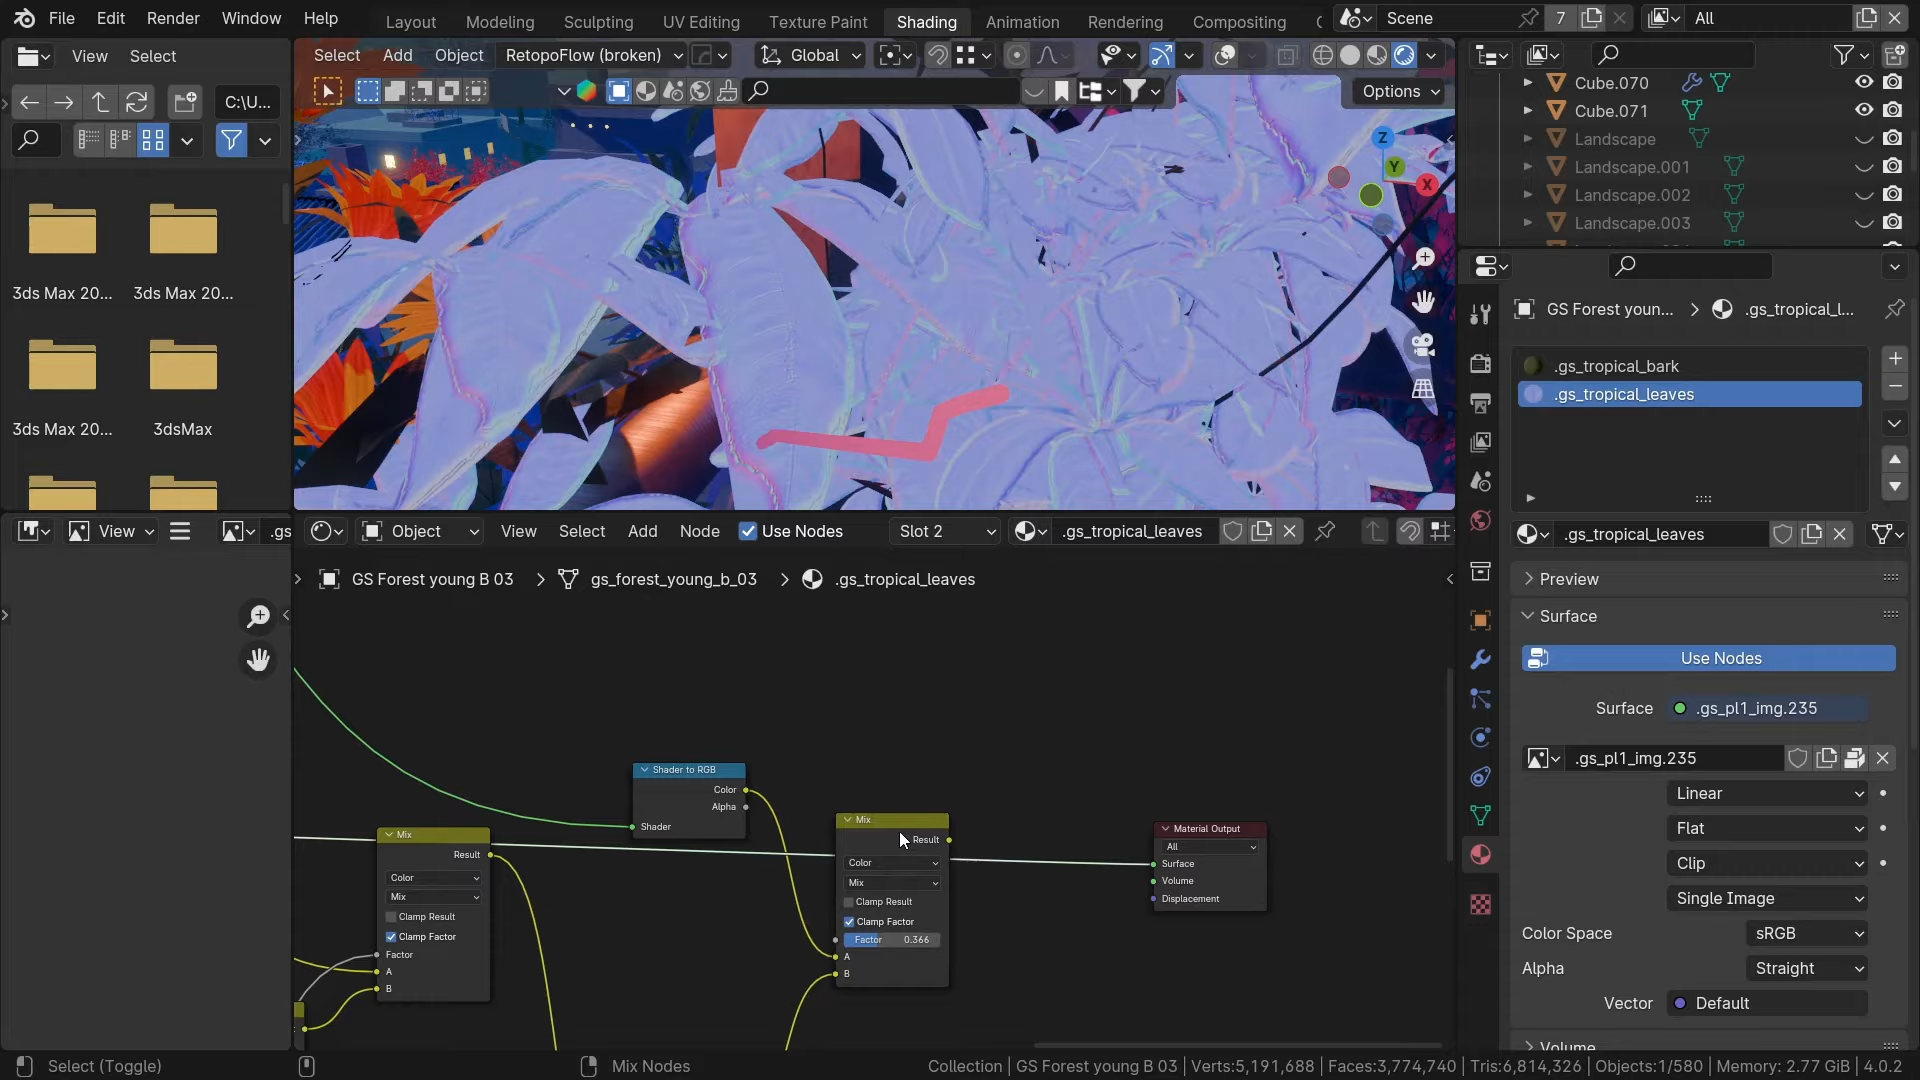 File Edit Render Window Help
Layout Modeling Sculpting UV Editing Texture Paint Shading Animation Rendering Compositing
Scene 7 All
View Select
Select Add Object RetopoFlow (broken) Global
C:\U...
Options
Cube.070
Cube.071
Landscape
Landscape.001
Landscape.002
Landscape.003
Z
Y
X
3ds Max 20... 3ds Max 20...
3ds Max 20... 3dsMax
GS Forest youn... .gs_tropical_l...
.gs_tropical_bark
.gs_tropical_leaves
View .gs
Object View Select Add Node Use Nodes Slot 2 .gs_tropical_leaves
.gs_tropical_leaves
GS Forest young B 03 gs_forest_young_b_03 .gs_tropical_leaves
Preview
Surface
Use Nodes
Surface .gs_pl1_img.235
.gs_pl1_img.235
Linear
Flat
Clip
Single Image
Color Space sRGB
Alpha Straight
Vector Default
Volume
Shader to RGB
Color
Alpha
Shader
Mix
Result
Color
Mix
Clamp Result
Clamp Factor
Factor
A
B
Mix
Result
Color
Mix
Clamp Result
Clamp Factor
Factor 0.366
A
B
Material Output
All
Surface
Volume
Displacement
Select (Toggle) Mix Nodes Collection | GS Forest young B 03 | Verts:5,191,688 | Faces:3,774,740 | Tris:6,814,326 | Objects:1/580 | Memory: 2.77 GiB | 4.0.2